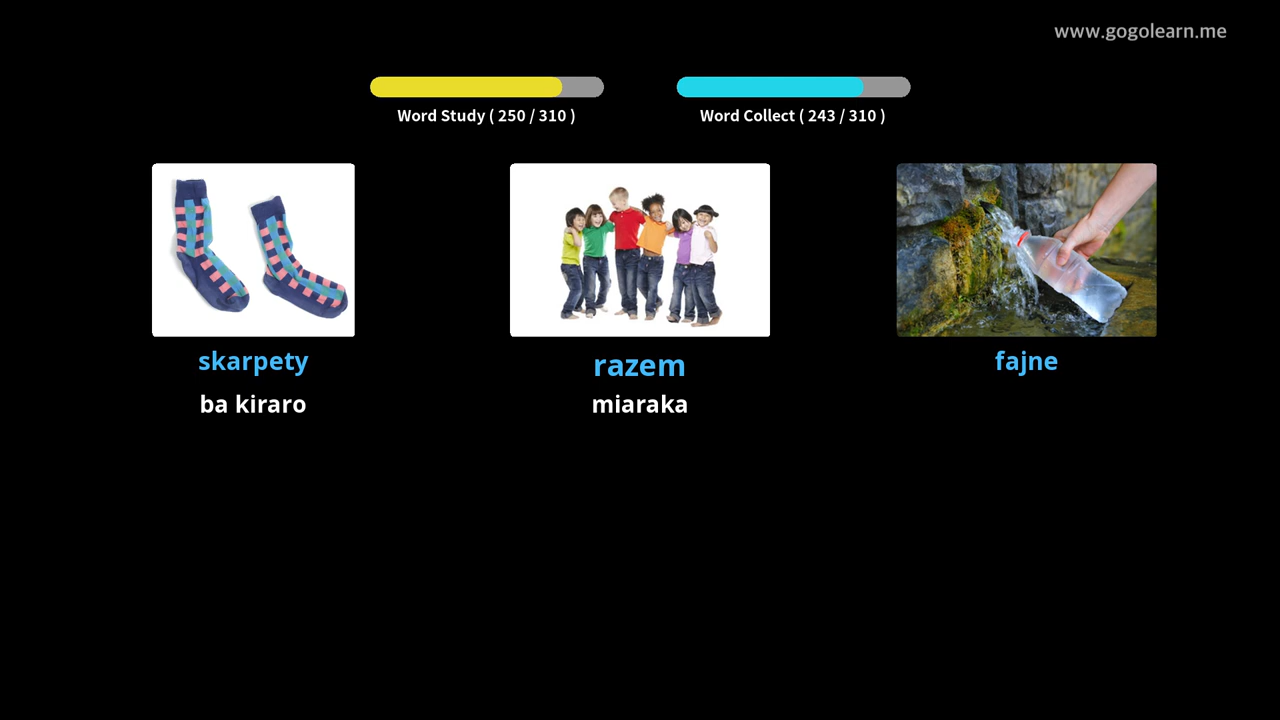 www.gogolearn.me
Word Study ( 250 / 310 )
Word Collect ( 243 / 310 )
skarpety
razem
fajne
ba kiraro
miaraka